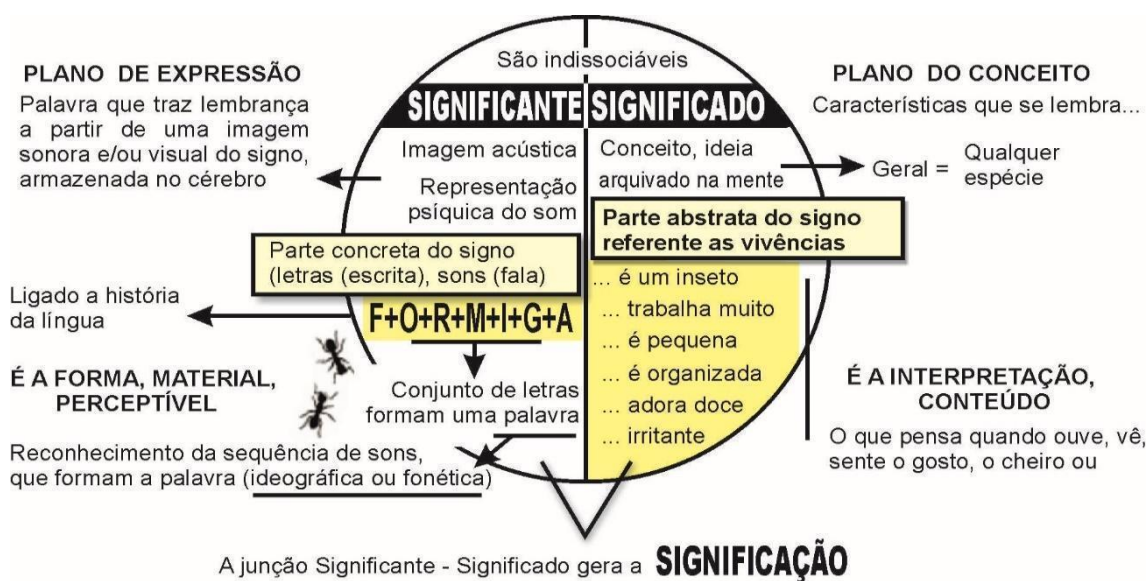 São indissociáveis
PLANO DE EXPRESSÃO
Palavra que traz lembrança
a partir de uma imagem
sonora e/ou visual do signo,
armazenada no cérebro
SIGNIFICANTE SIGNIFICADO
Imagem acústica
Representação
psíquica do som
Conceito, ideia
arquivado na mente
PLANO DO CONCEITO
Características que se lembra...
Geral = Qualquer
espécie
Parte concreta do signo
(letras (escrita), sons (fala)
Parte abstrata do signo
referente as vivências
Ligado a história
da língua
F+O+R+M+I+G+A
... é um inseto
... trabalha muito
... é pequena
... é organizada
... adora doce
... irritante
É A FORMA, MATERIAL,
PERCEPTÍVEL
Conjunto de letras
formam uma palavra
Reconhecimento da sequência de sons,
que formam a palavra (ideográfica ou fonética)
É A INTERPRETAÇÃO,
CONTEÚDO
O que pensa quando ouve, vê,
sente o gosto, o cheiro ou
A junção Significante - Significado gera a SIGNIFICAÇÃO